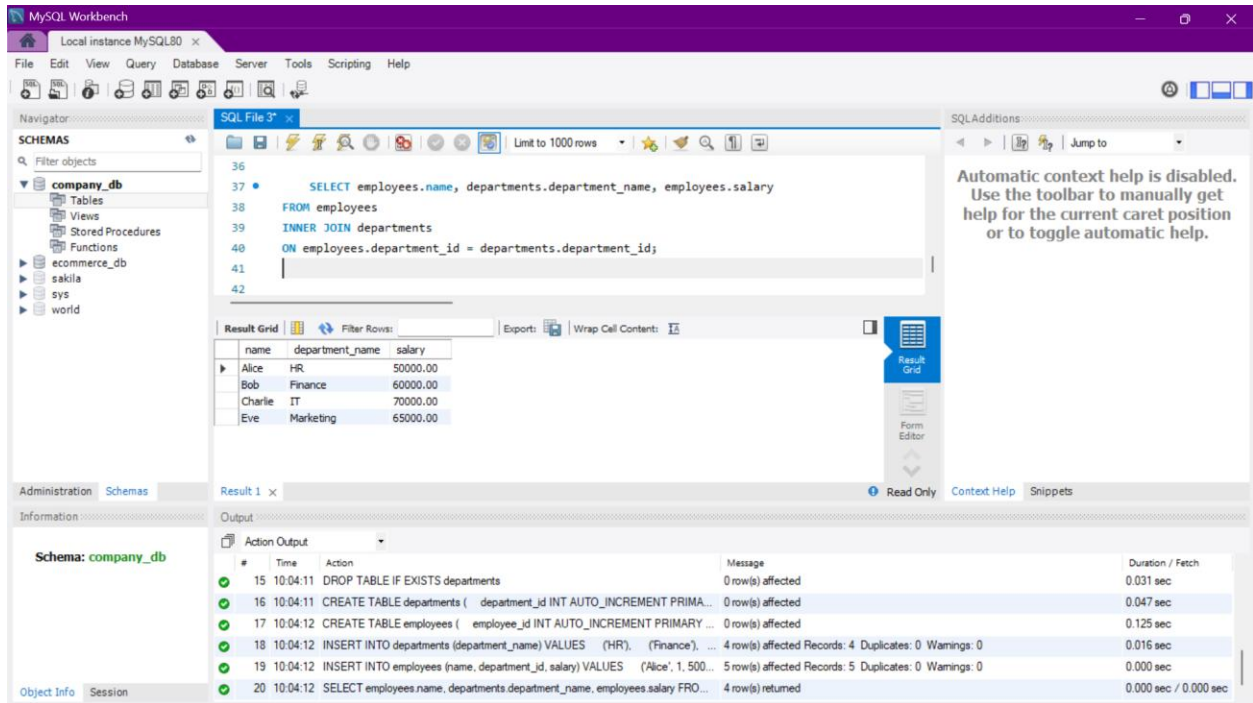 MySQL Workbench
Local instance MySQL80
File Edit View Query Database Server Tools Scripting Help
Navigator
SCHEMAS
Filter objects
company_db
Tables
Views
Stored Procedures
Functions
ecommerce_db
sakila
sys
world
Administration Schemas
Information
Schema: company_db
Object Info Session
SQL File 3*
Limit to 1000 rows
36
37 SELECT employees.name, departments.department_name, employees.salary
38 FROM employees
39 INNER JOIN departments
40 ON employees.department_id = departments.department_id;
41
42
Result Grid Filter Rows: Export: Wrap Cell Content:
name department_name salary
Alice HR 50000.00
Bob Finance 60000.00
Charlie IT 70000.00
Eve Marketing 65000.00
Result Grid
Form Editor
Result 1 Read Only
SQLAdditions
Jump to
Automatic context help is disabled.
Use the toolbar to manually get
help for the current caret position
or to toggle automatic help.
Context Help Snippets
Output
Action Output
# Time Action Message Duration / Fetch
15 10:04:11 DROP TABLE IF EXISTS departments 0 row(s) affected 0.031 sec
16 10:04:11 CREATE TABLE departments ( department_id INT AUTO_INCREMENT PRIMA... 0 row(s) affected 0.047 sec
17 10:04:12 CREATE TABLE employees ( employee_id INT AUTO_INCREMENT PRIMARY ... 0 row(s) affected 0.125 sec
18 10:04:12 INSERT INTO departments (department_name) VALUES ('HR'), ('Finance'), ... 4 row(s) affected Records: 4 Duplicates: 0 Warnings: 0 0.016 sec
19 10:04:12 INSERT INTO employees (name, department_id, salary) VALUES ('Alice', 1, 500... 5 row(s) affected Records: 5 Duplicates: 0 Warnings: 0 0.000 sec
20 10:04:12 SELECT employees.name, departments.department_name, employees.salary FRO... 4 row(s) returned 0.000 sec / 0.000 sec